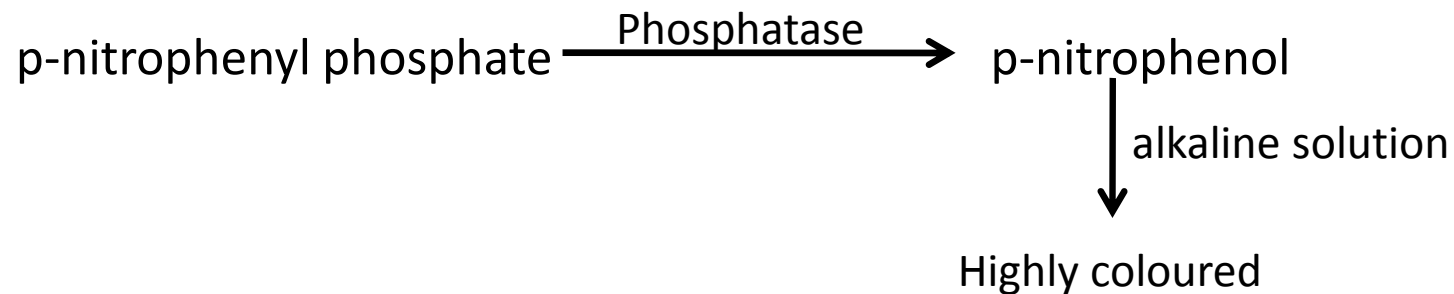 Phosphatase
p-nitrophenyl phosphate p-nitrophenol
alkaline solution
Highly coloured